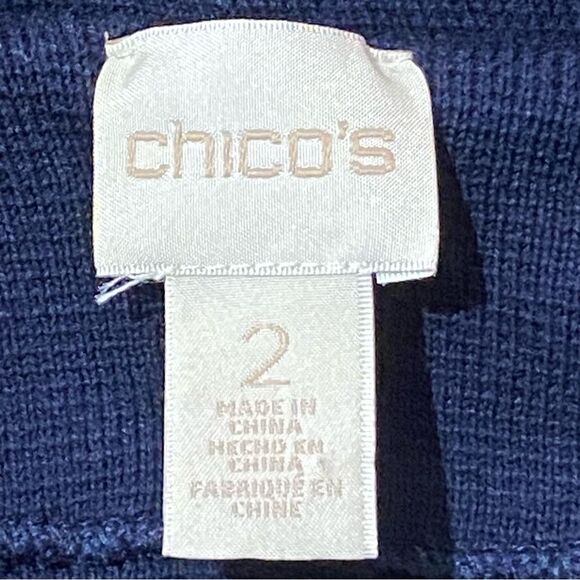 chico's
2
MADE IN
CHINA
HECHO EN
CHINA
FABRIQUÉ EN
CHINE